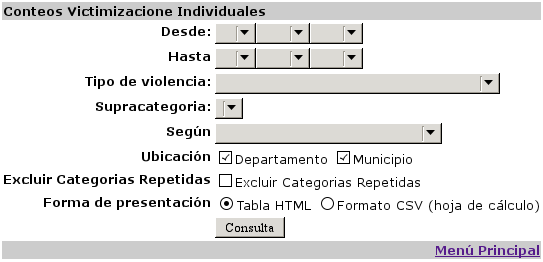 Conteos Victimizacione Individuales
Desde:
Hasta
Tipo de violencia:
Supracategoria:
Según
Ubicación Departamento Municipio
Excluir Categorias Repetidas Excluir Categorias Repetidas
Forma de presentación Tabla HTML Formato CSV (hoja de cálculo)
Consulta
Menú Principal